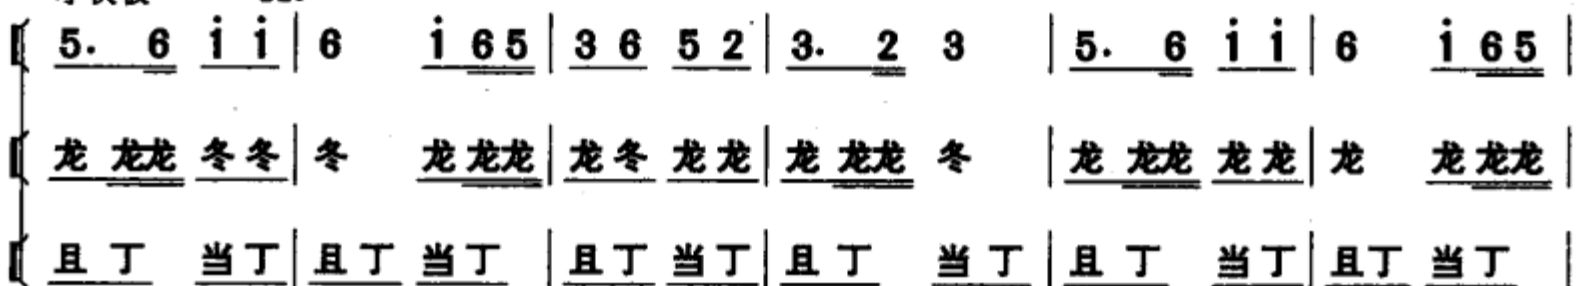 5. 6 i̇ i̇ | 6 i̇ 6 5 | 3 6 5 2 | 3. 2 3 | 5. 6 i̇ i̇ | 6 i̇ 6 5 |
龙 龙龙 冬冬 | 冬 龙 龙龙 | 龙冬 龙龙 | 龙 龙龙 冬 | 龙 龙龙 龙龙 | 龙 龙 龙龙 |
且丁 当丁 | 且丁 当丁 | 且丁 当丁 | 且丁 当丁 | 且丁 当丁 | 且丁 当丁 |